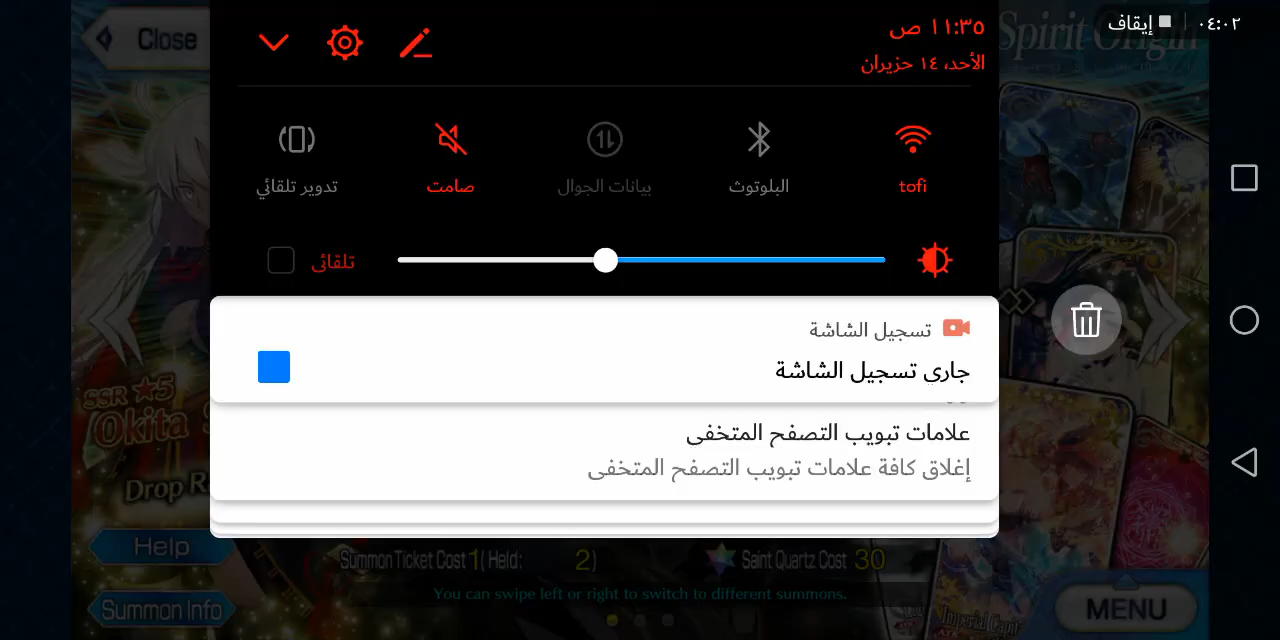 ٠٤:٠٢ إيقاف
١١:٣٥ ص
الأحد، ١٤ حزيران
tofi
البلوتوث
بيانات الجوال
صامت
تدوير تلقائي
تلقائي
تسجيل الشاشة
جاري تسجيل الشاشة
علامات تبويب التصفح المتخفي
إغلاق كافة علامات تبويب التصفح المتخفي
Close
Spirit Origin
SSR ★5
Okita
Drop R
Help
Summon Info
Summon Ticket Cost 1 (Held: 2)
Saint Quartz Cost 30
You can swipe left or right to switch to different summons.
MENU